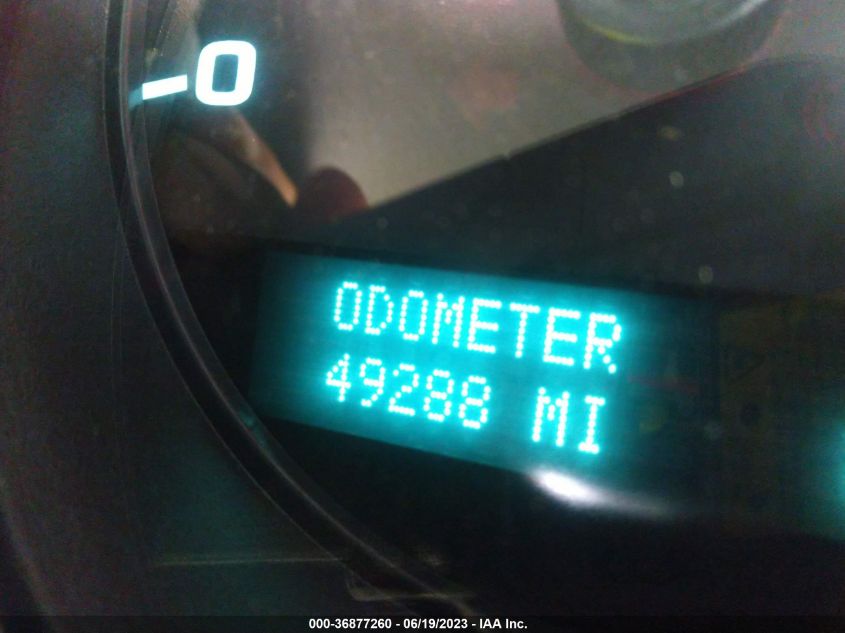 -0
ODOMETER
49288 MI
000-36877260 - 06/19/2023 - IAA Inc.